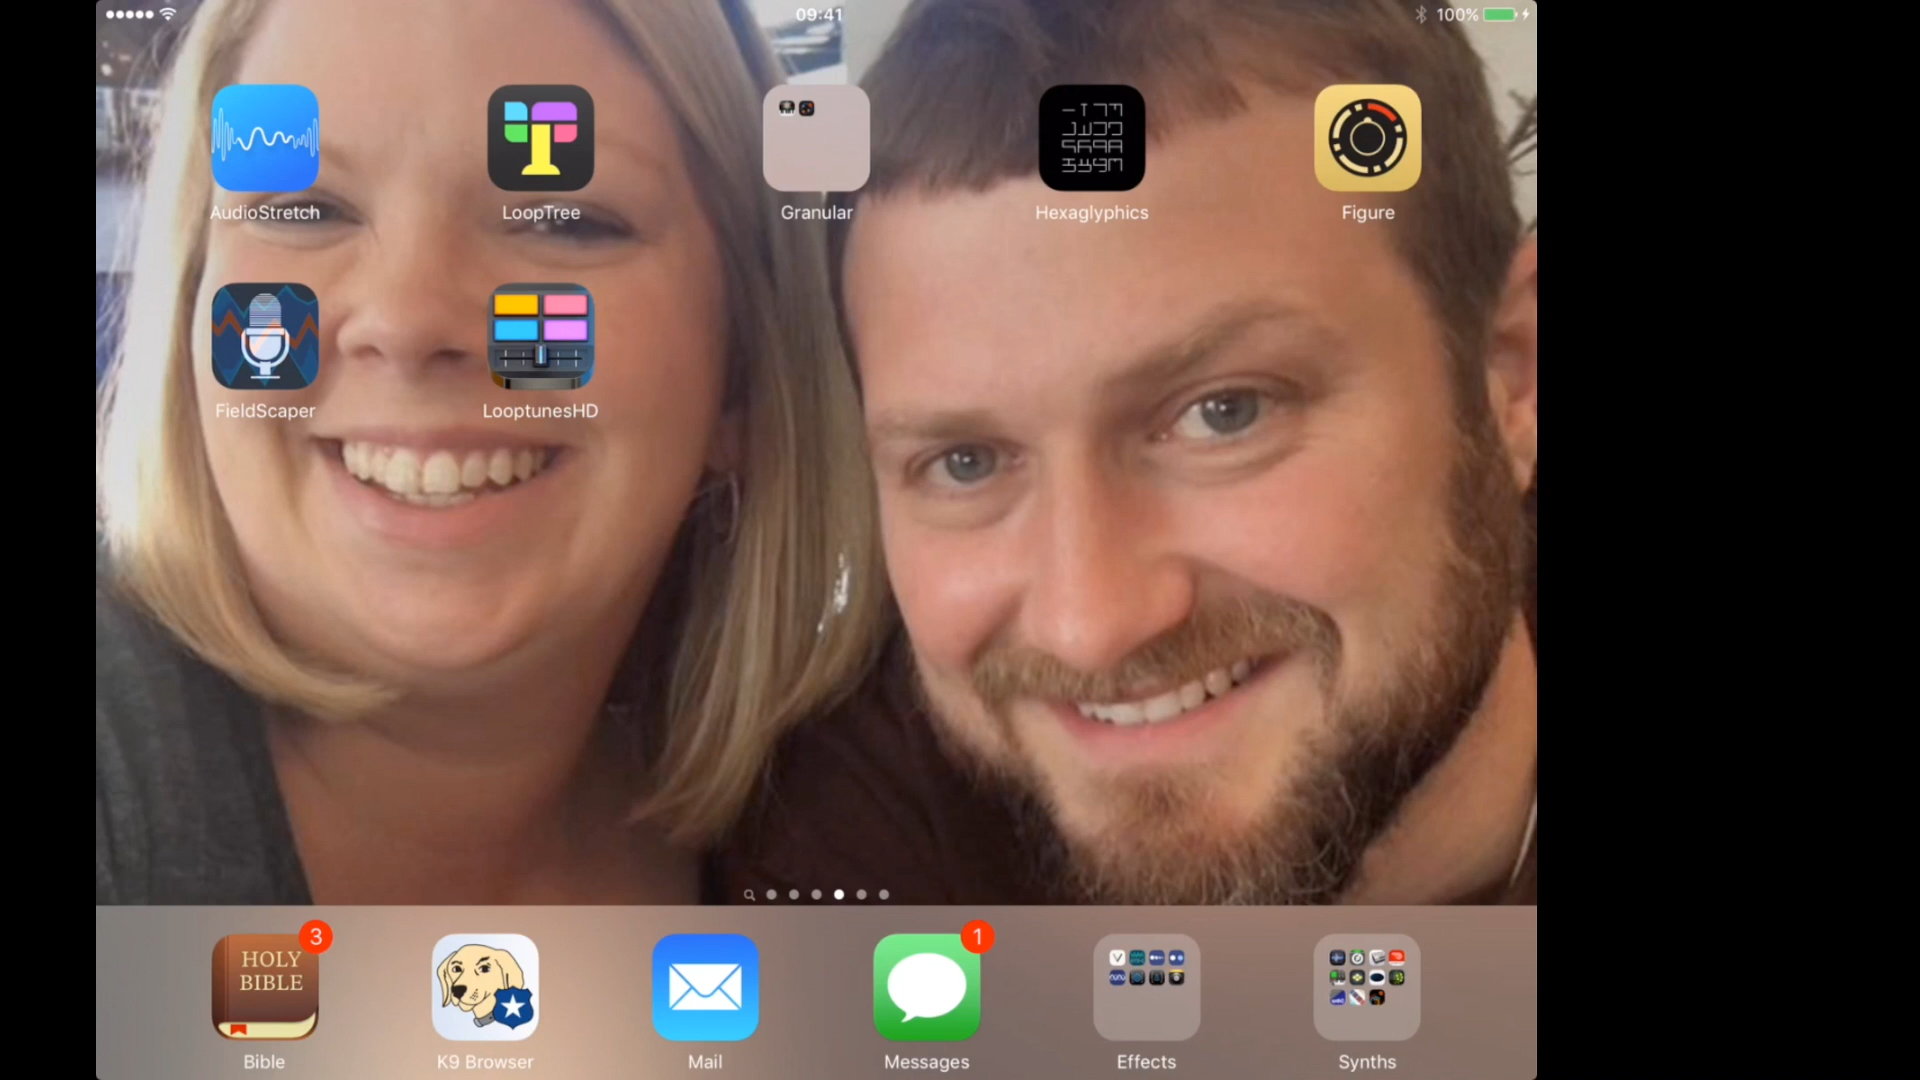 09:41
100%
AudioStretch
LoopTree
Granular
Hexaglyphics
Figure
FieldScaper
LooptunesHD
3
1
HOLY
BIBLE
Bible
K9 Browser
Mail
Messages
Effects
Synths